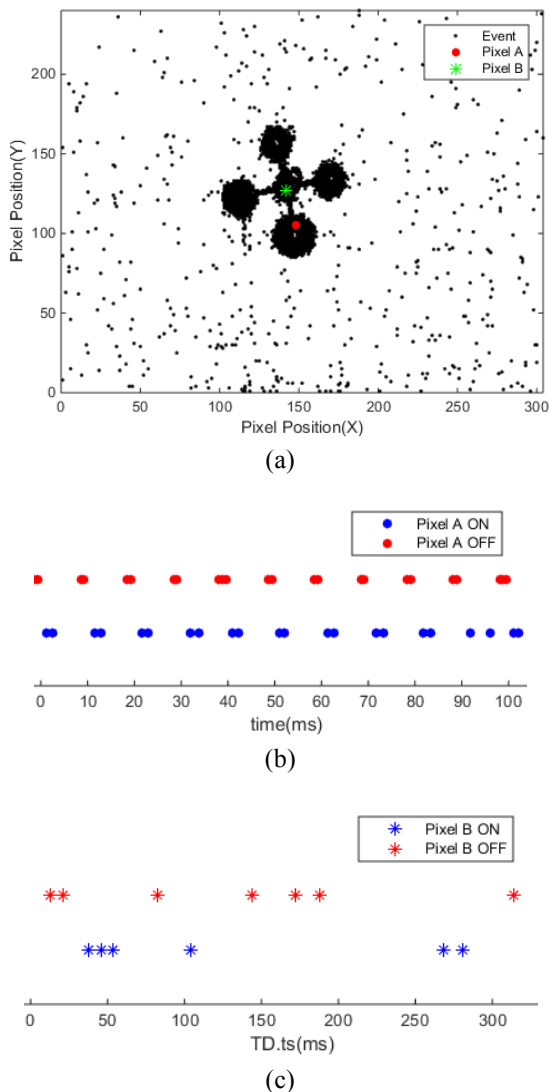 200
150
100
50
0
Pixel Position(Y)
Event
Pixel A
Pixel B
0 50 100 150 200 250 300
Pixel Position(X)
(a)
Pixel A ON
Pixel A OFF
0 10 20 30 40 50 60 70 80 90 100
time(ms)
(b)
Pixel B ON
Pixel B OFF
0 50 100 150 200 250 300
TD.ts(ms)
(c)